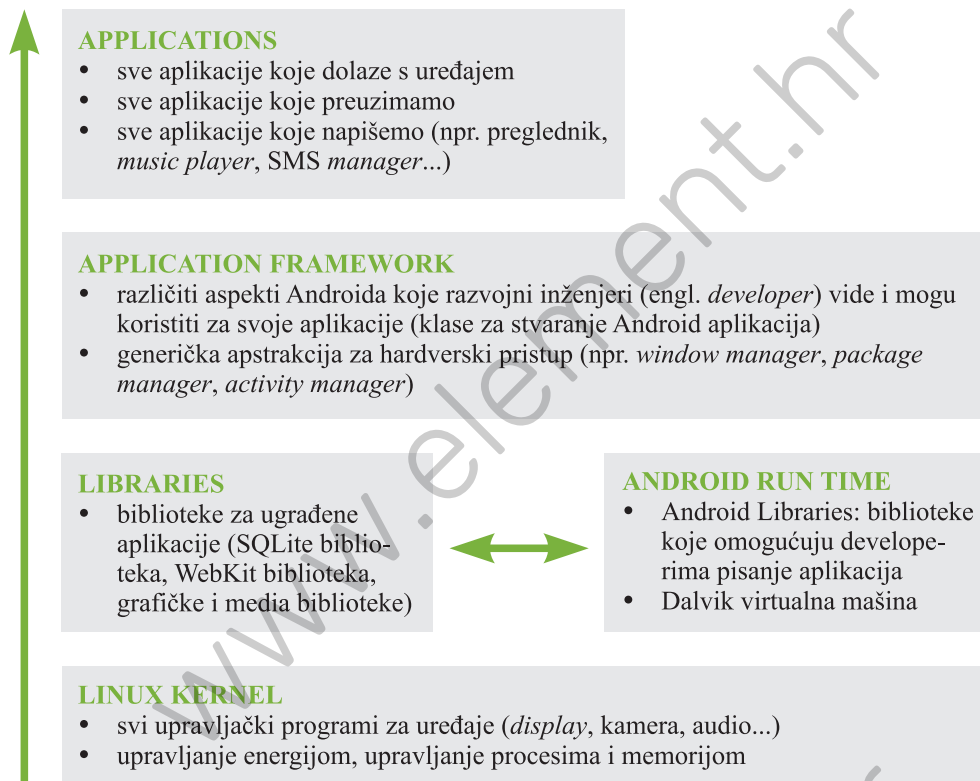 APPLICATIONS
• sve aplikacije koje dolaze s uređajem
• sve aplikacije koje preuzimamo
• sve aplikacije koje napišemo (npr. preglednik,
music player, SMS manager...)
APPLICATION FRAMEWORK
• različiti aspekti Androida koje razvojni inženjeri (engl. developer) vide i mogu
koristiti za svoje aplikacije (klase za stvaranje Android aplikacija)
• generička apstrakcija za hardverski pristup (npr. window manager, package
manager, activity manager)
LIBRARIES
• biblioteke za ugrađene
aplikacije (SQLite biblio-
teka, WebKit biblioteka,
grafičke i media biblioteke)
ANDROID RUN TIME
• Android Libraries: biblioteke
koje omogućuju develope-
rima pisanje aplikacija
• Dalvik virtualna mašina
LINUX KERNEL
• svi upravljački programi za uređaje (display, kamera, audio...)
• upravljanje energijom, upravljanje procesima i memorijom
www.element.hr